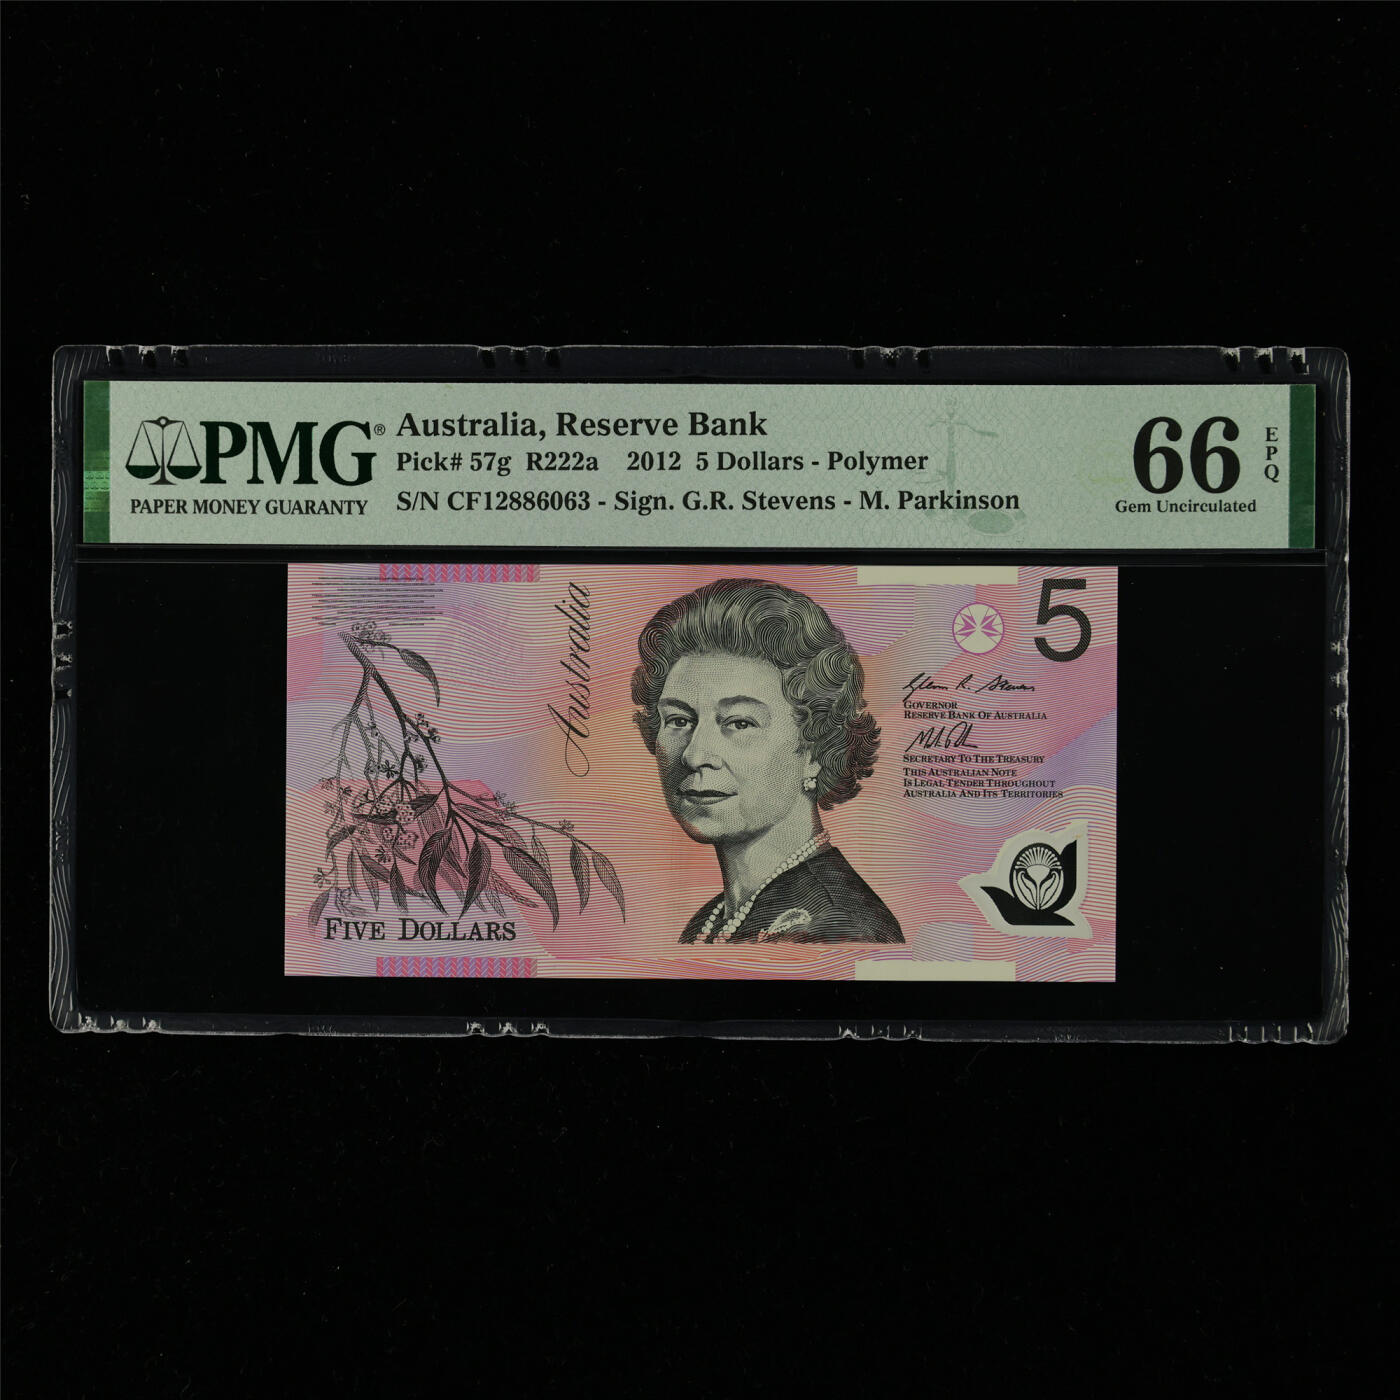 PMG®
PAPER MONEY GUARANTY
Australia, Reserve Bank
Pick# 57g R222a 2012 5 Dollars - Polymer
S/N CF12886063 - Sign. G.R. Stevens - M. Parkinson
66
EPQ
Gem Uncirculated
Australia
5
Glenn R. Stevens
GOVERNOR
RESERVE BANK OF AUSTRALIA
SECRETARY TO THE TREASURY
THIS AUSTRALIAN NOTE
IS LEGAL TENDER THROUGHOUT
AUSTRALIA AND ITS TERRITORIES
FIVE DOLLARS